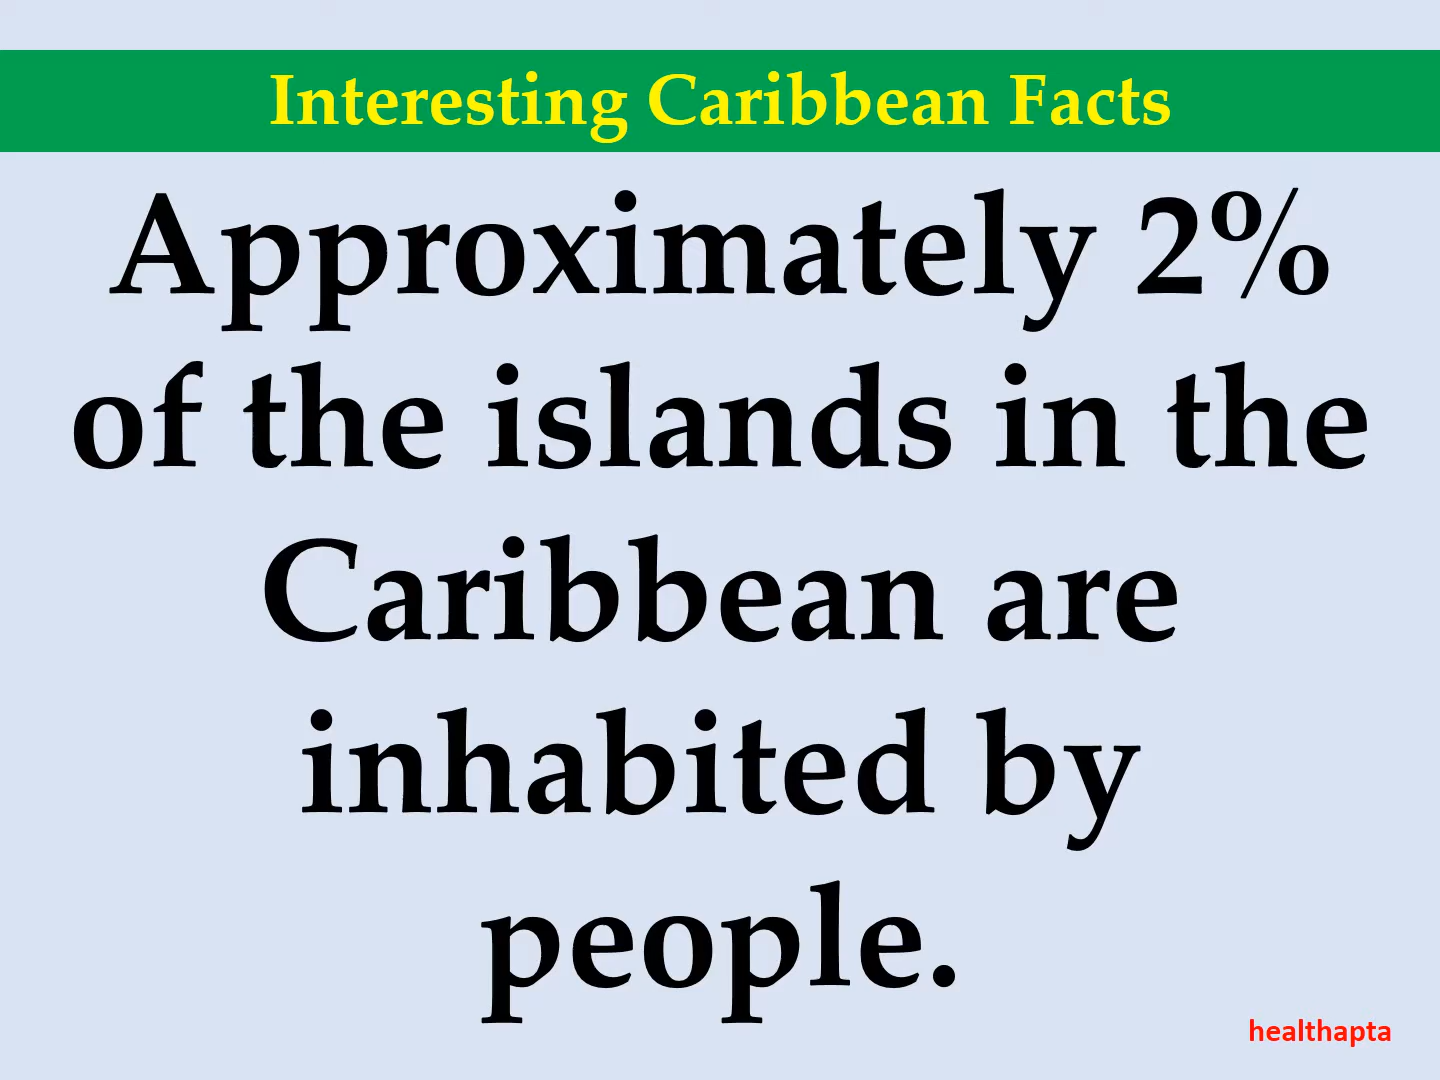 Interesting Caribbean Facts
Approximately 2%
of the islands in the
Caribbean are
inhabited by
people.
healthapta